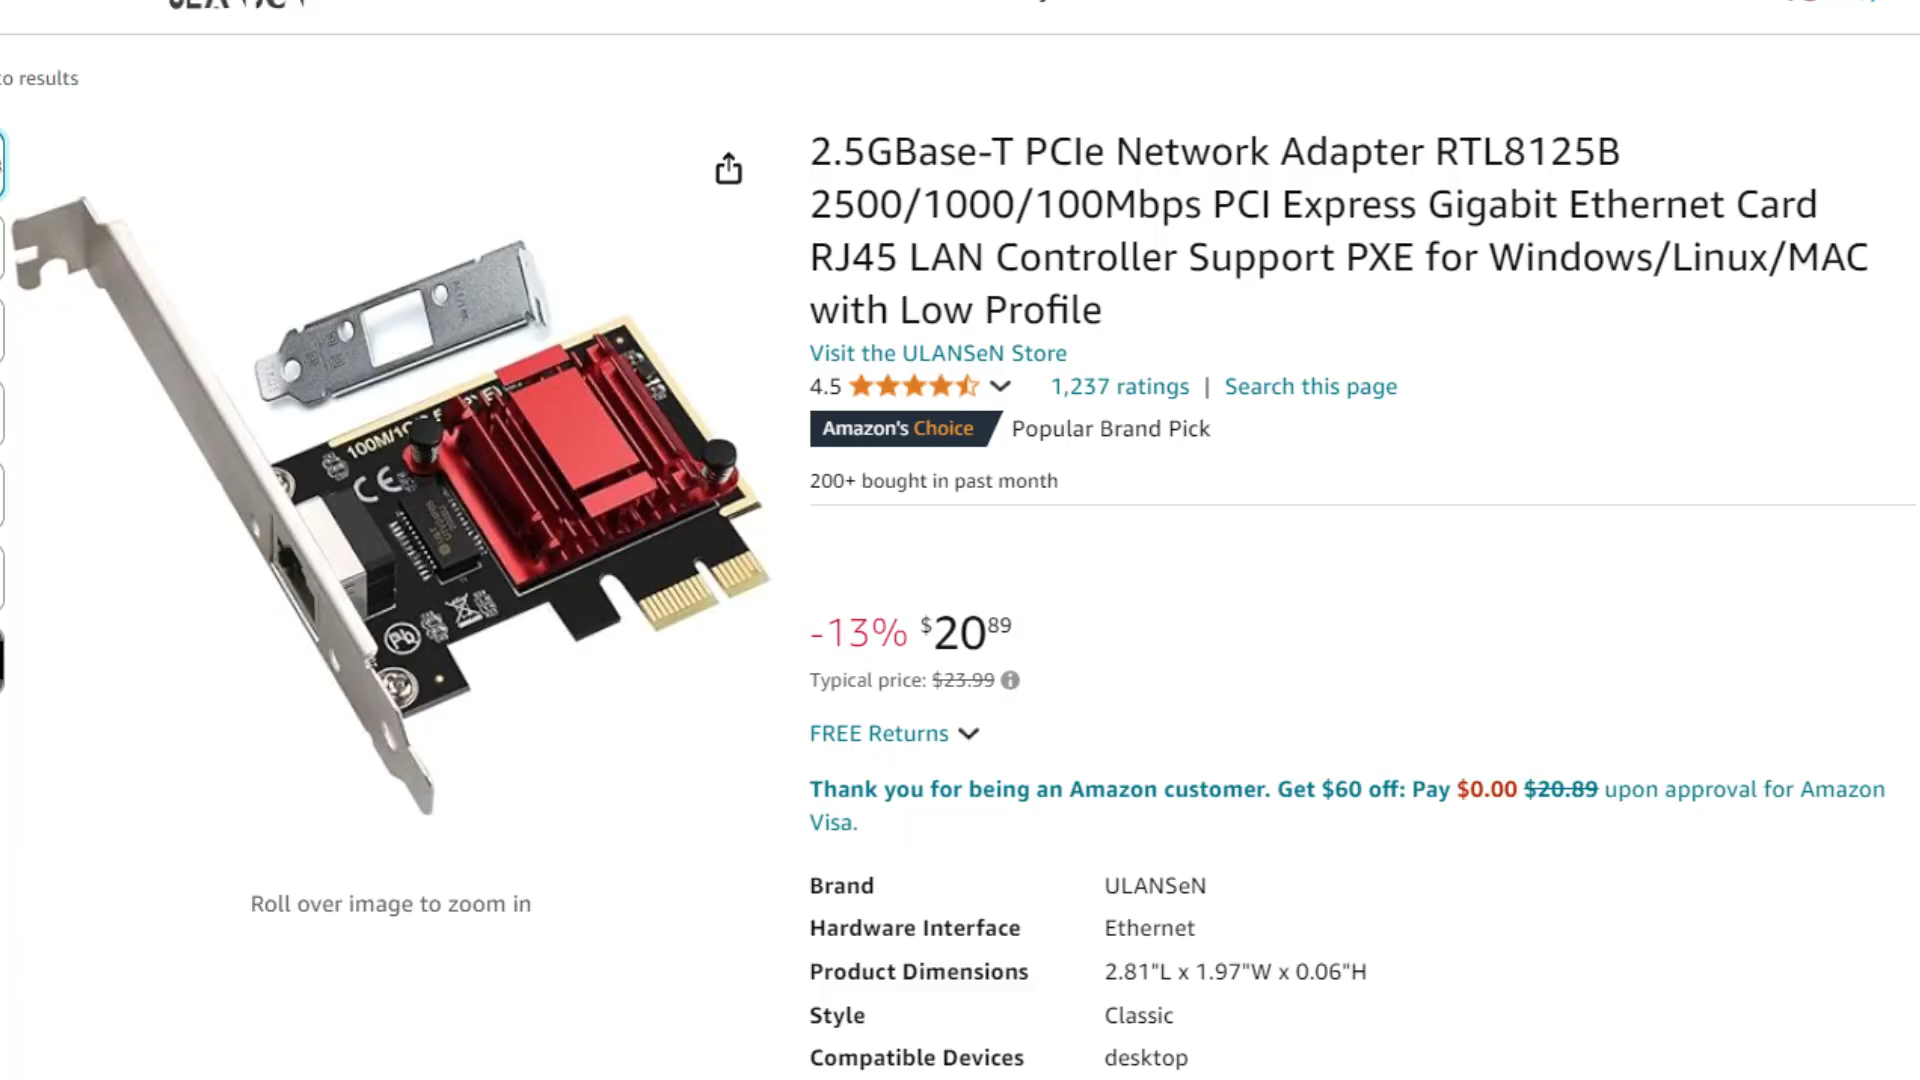 to results
2.5GBase-T PCIe Network Adapter RTL8125B
2500/1000/100Mbps PCI Express Gigabit Ethernet Card
RJ45 LAN Controller Support PXE for Windows/Linux/MAC
with Low Profile
Visit the ULANSeN Store
4.5 1,237 ratings | Search this page
Amazon's Choice Popular Brand Pick
200+ bought in past month
100M/1G
CE
Pb
-13% $20 89
Typical price: $23.99
FREE Returns
Thank you for being an Amazon customer. Get $60 off: Pay $0.00 $20.89 upon approval for Amazon
Visa.
Roll over image to zoom in
Brand ULANSeN
Hardware Interface Ethernet
Product Dimensions 2.81"L x 1.97"W x 0.06"H
Style Classic
Compatible Devices desktop